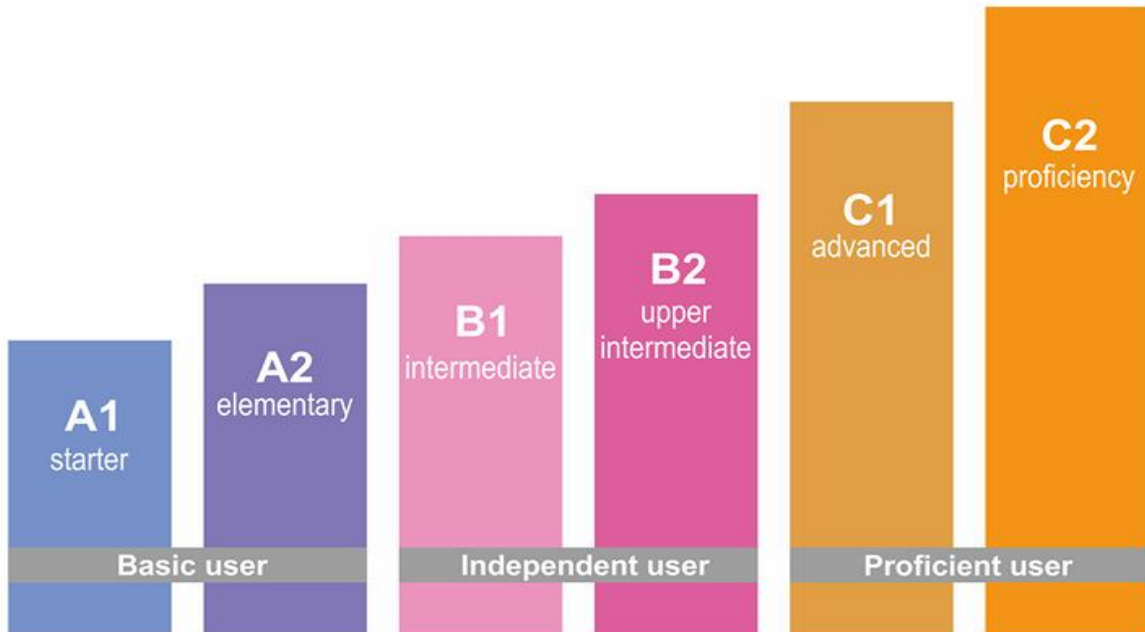 A1
starter
Basic user
A2
elementary
B1
intermediate
Independent user
B2
upper
intermediate
C1
advanced
Proficient user
C2
proficiency